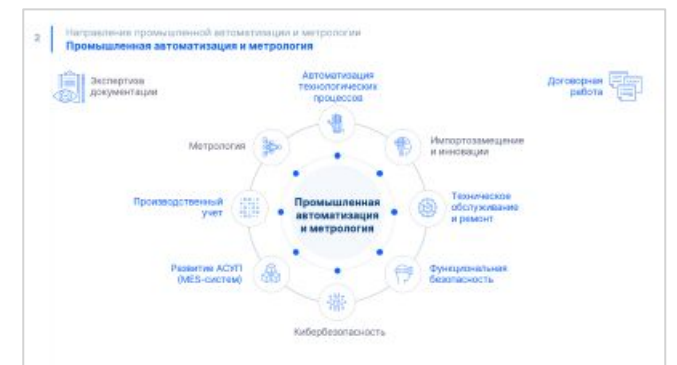 2
Направления промышленной автоматизации и метрологии
Промышленная автоматизация и метрология
Экспертиза
документации
Автоматизация
технологических
процессов
Договорная
работа
Метрология
Импортозамещение
и инновации
Производственный
учет
Промышленная
автоматизация
и метрология
Техническое
обслуживание
и ремонт
Развитие АСУП
(MES-систем)
Функциональная
безопасность
Кибербезопасность